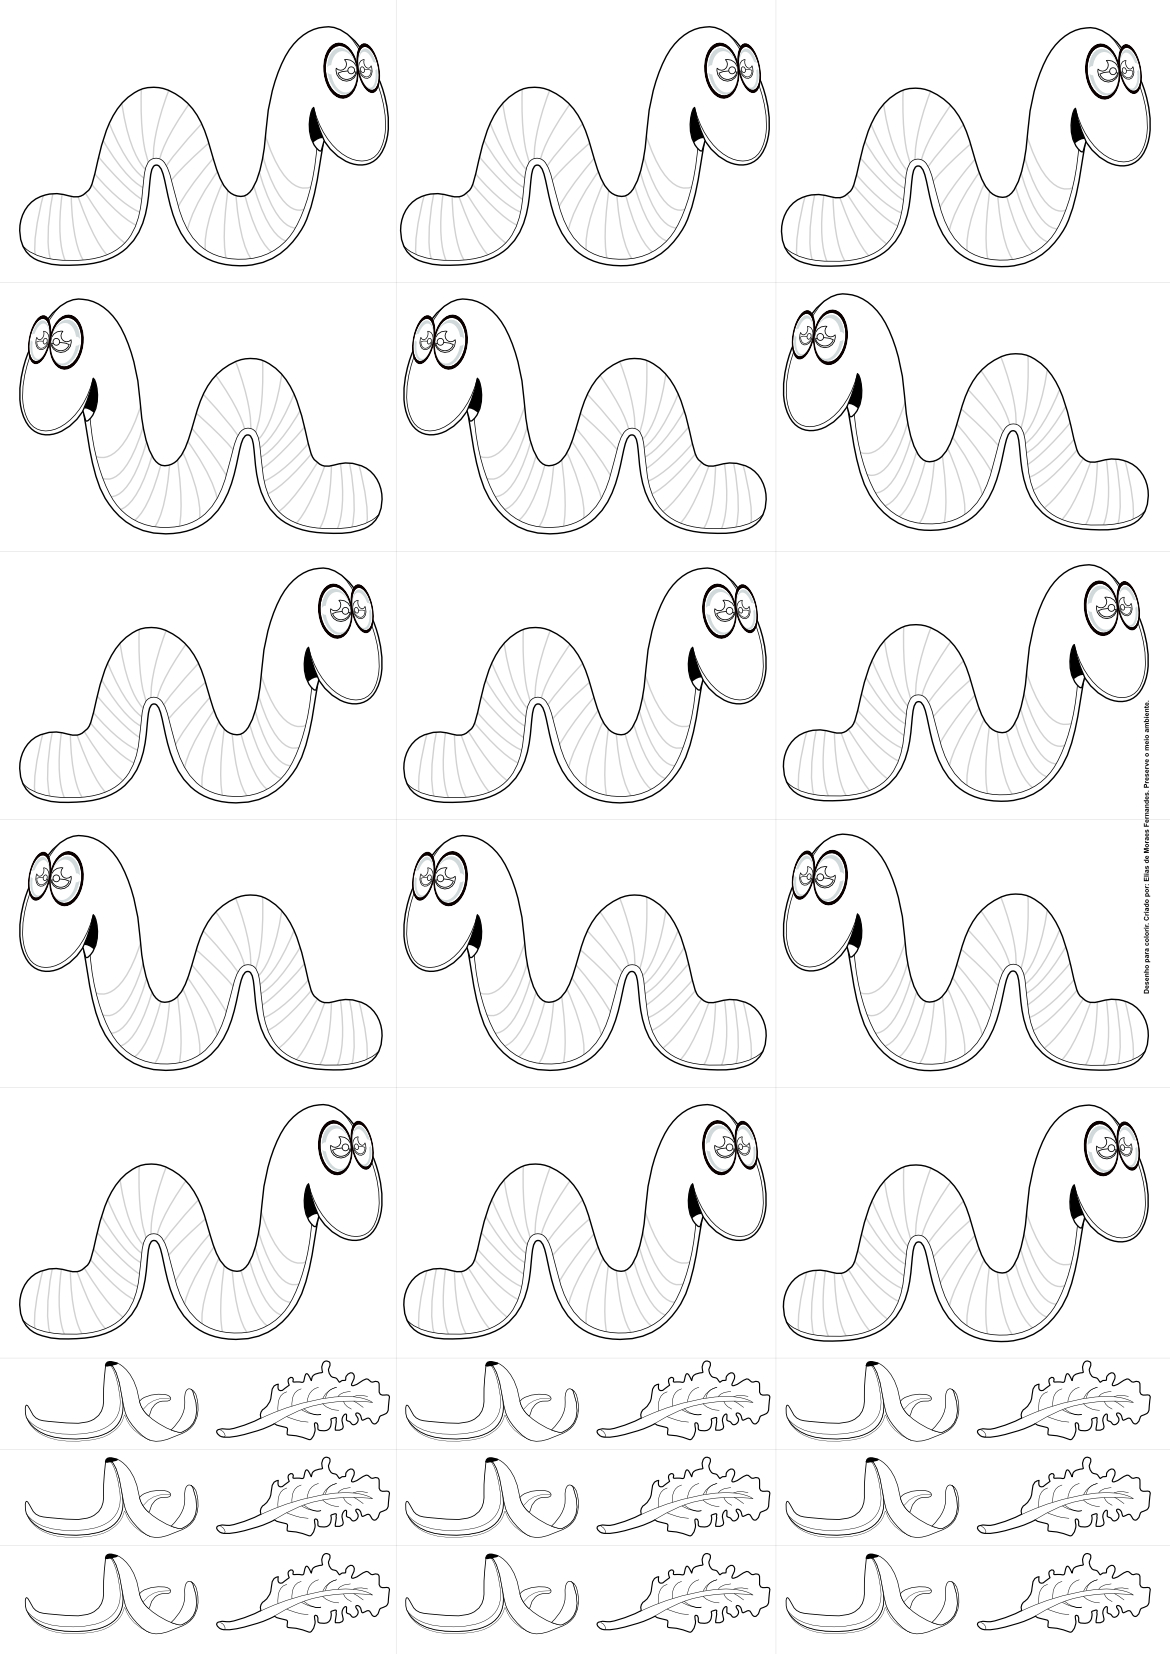 Desenho para colorir. Criado por: Elias de Moraes Fernandes. Preserve o meio ambiente.